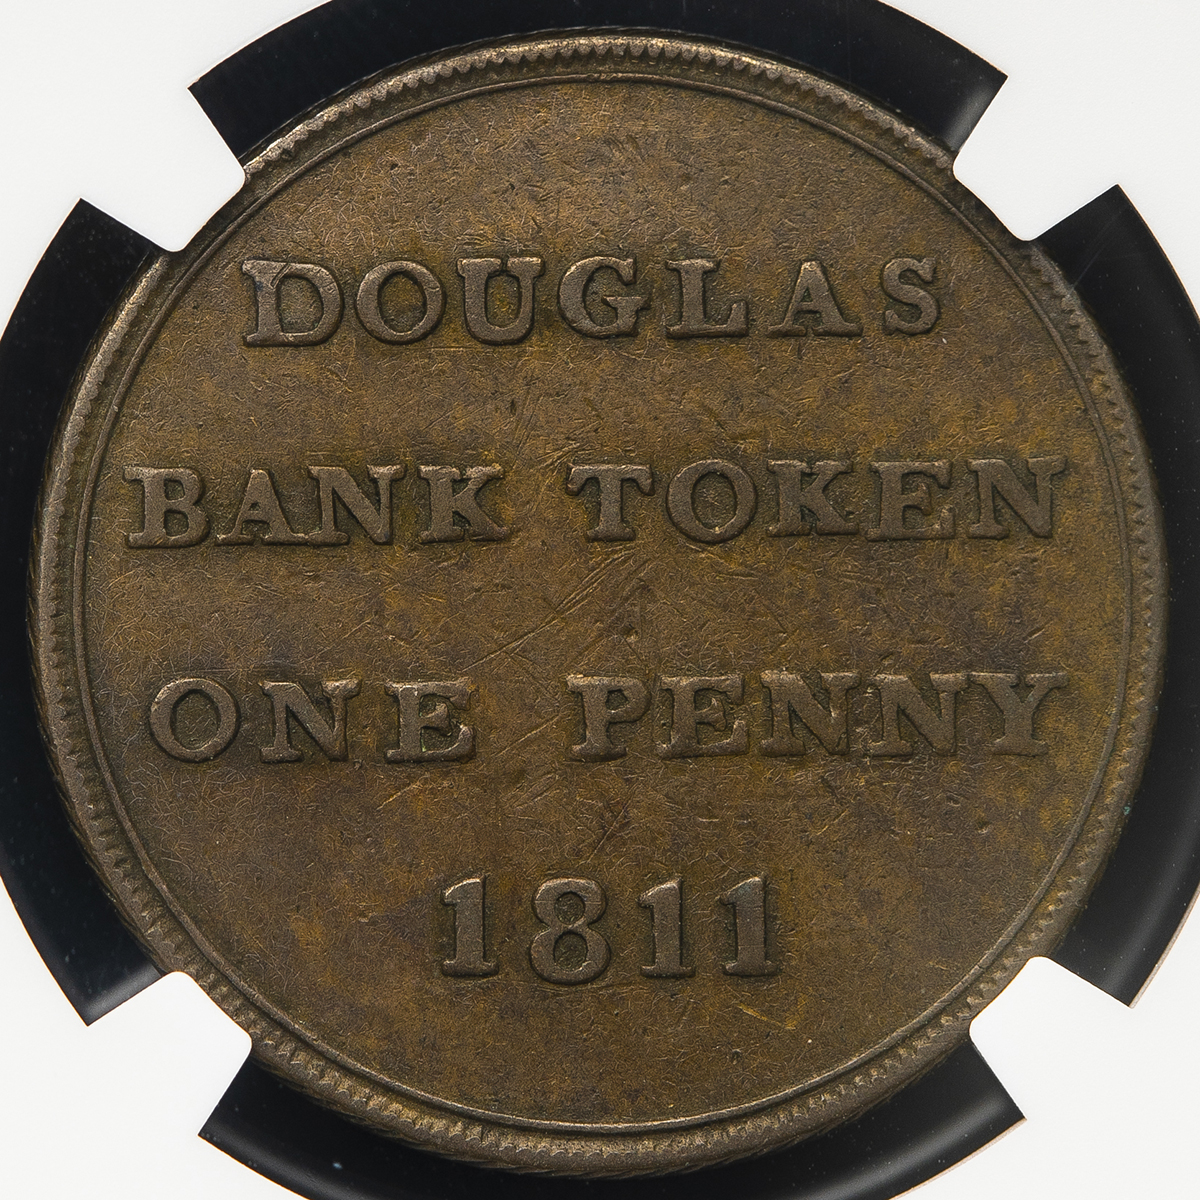 DOUGLAS
BANK TOKEN
ONE PENNY
1811